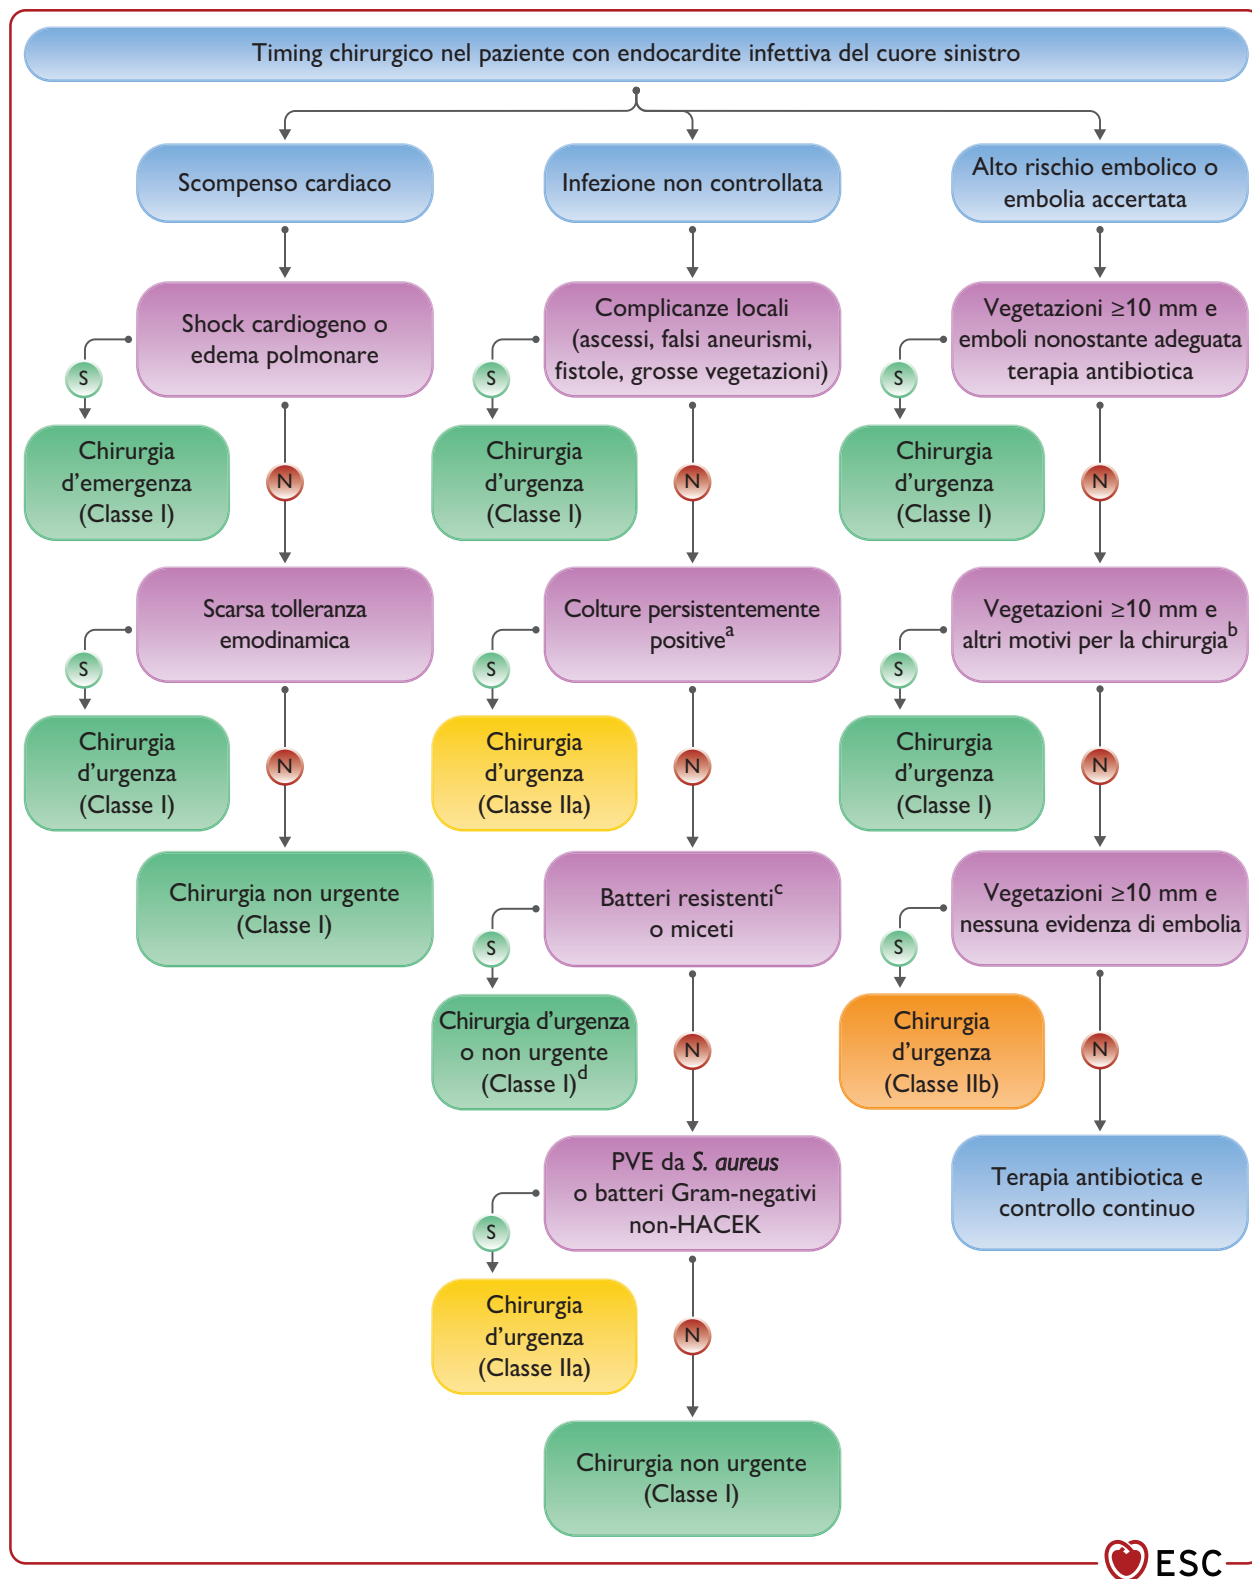 Timing chirurgico nel paziente con endocardite infettiva del cuore sinistro
Scompenso cardiaco
Infezione non controllata
Alto rischio embolico o
embolia accertata
Shock cardiogeno o
edema polmonare
Complicanze locali
(ascessi, falsi aneurismi,
fistole, grosse vegetazioni)
Vegetazioni ≥10 mm e
emboli nonostante adeguata
terapia antibiotica
S
S
S
Chirurgia
d’emergenza
(Classe I)
N
Chirurgia
d’urgenza
(Classe I)
N
Chirurgia
d’urgenza
(Classe I)
N
Scarsa tolleranza
emodinamica
Colture persistentemente
positiveᵃ
Vegetazioni ≥10 mm e
altri motivi per la chirurgiaᵇ
S
S
S
Chirurgia
d’urgenza
(Classe I)
N
Chirurgia
d’urgenza
(Classe IIa)
N
Chirurgia
d’urgenza
(Classe I)
N
Chirurgia non urgente
(Classe I)
Batteri resistentiᶜ
o miceti
Vegetazioni ≥10 mm e
nessuna evidenza di embolia
S
S
Chirurgia d’urgenza
o non urgente
(Classe I)ᵈ
N
Chirurgia
d’urgenza
(Classe IIb)
N
PVE da S. aureus
o batteri Gram-negativi
non-HACEK
Terapia antibiotica e
controllo continuo
S
Chirurgia
d’urgenza
(Classe IIa)
N
Chirurgia non urgente
(Classe I)
ESC